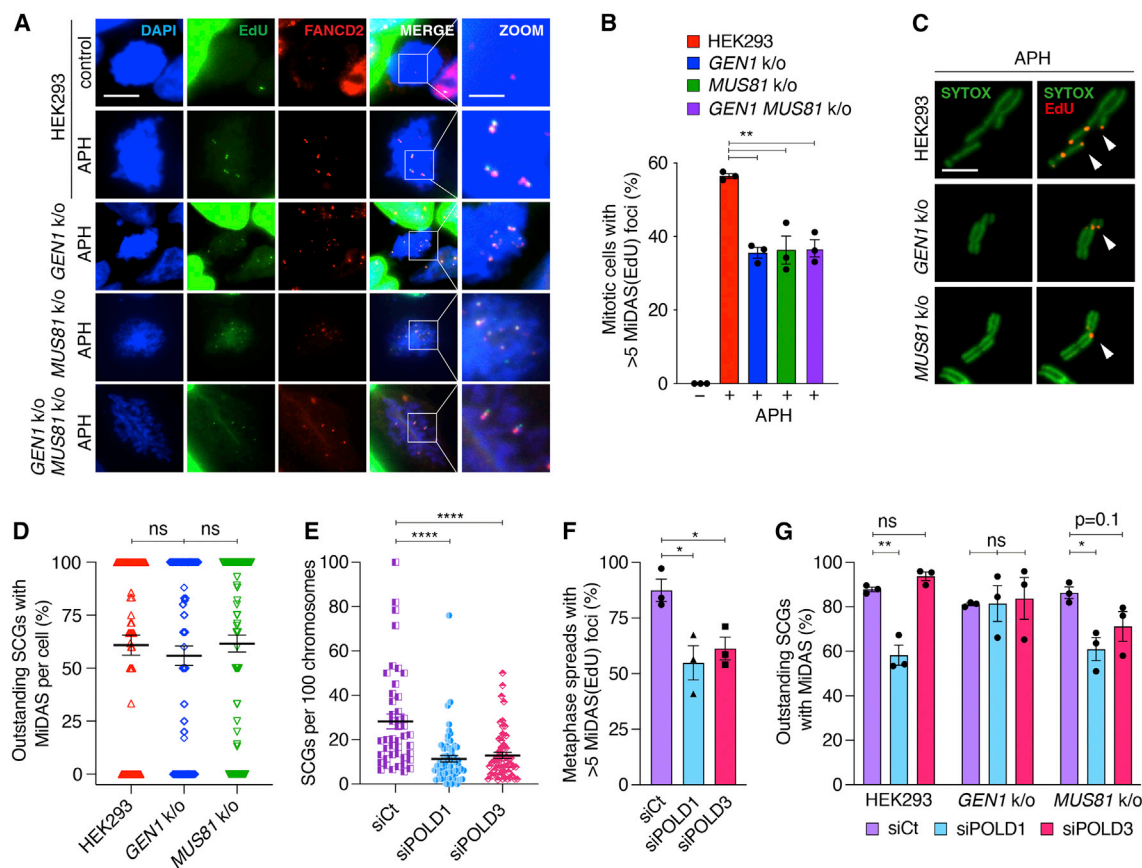 A
DAPI EdU FANCD2 MERGE ZOOM
HEK293
control
APH
GEN1 k/o
APH
MUS81 k/o
APH
GEN1 k/o
MUS81 k/o
APH
B
HEK293
GEN1 k/o
MUS81 k/o
GEN1 MUS81 k/o
**
Mitotic cells with
>5 MiDAS(EdU) foci (%)
60
40
20
0
– + + + +
APH
C
APH
SYTOX SYTOX
EdU
HEK293
GEN1 k/o
MUS81 k/o
D
ns ns
Outstanding SCGs with
MiDAS per cell (%)
100
75
50
25
0
HEK293 GEN1 k/o MUS81 k/o
E
****
****
SCGs per 100 chromosomes
100
80
60
40
20
0
siCt siPOLD1 siPOLD3
F
*
*
Metaphase spreads with
>5 MiDAS(EdU) foci (%)
100
75
50
25
0
siCt siPOLD1 siPOLD3
G
ns
**
ns
p=0.1
*
Outstanding SCGs
with MiDAS (%)
100
75
50
25
0
HEK293 GEN1 k/o MUS81 k/o
siCt siPOLD1 siPOLD3